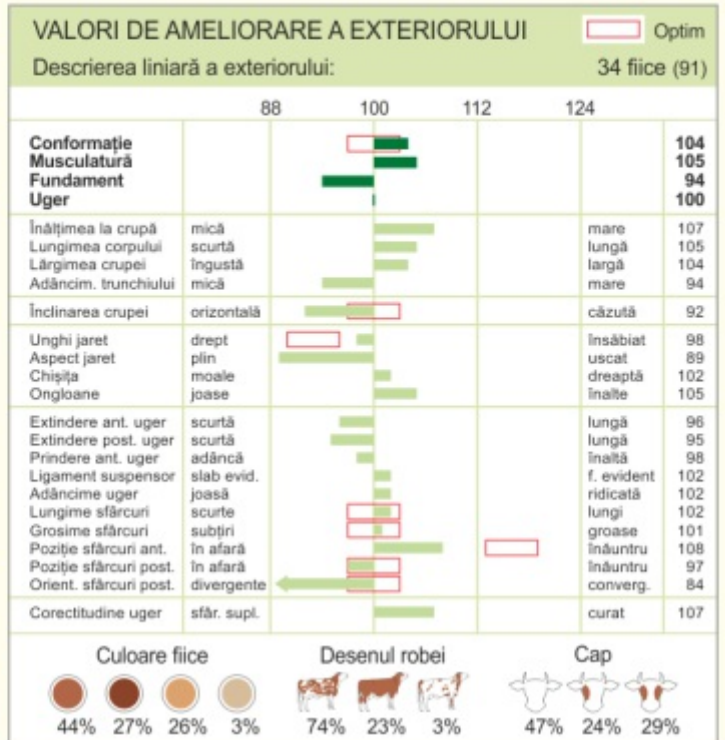 VALORI DE AMELIORARE A EXTERIORULUI Optim
Descrierea liniară a exteriorului: 34 fiice (91)
88 100 112 124
Conformație 104
Musculatură 105
Fundament 94
Uger 100
Înălțimea la crupă mică mare 107
Lungimea corpului scurtă lungă 105
Lărgimea crupei îngustă largă 104
Adâncim. trunchiului mică mare 94
Înclinarea crupei orizontală căzută 92
Unghi jaret drept însăbiat 98
Aspect jaret plin uscat 89
Chișița moale dreaptă 102
Ongloane joase înalte 105
Extindere ant. uger scurtă lungă 96
Extindere post. uger scurtă lungă 95
Prindere ant. uger adâncă înaltă 98
Ligament suspensor slab evid. f. evident 102
Adâncime uger joasă ridicată 102
Lungime sfârcuri scurte lungi 102
Grosime sfârcuri subțiri groase 101
Poziție sfârcuri ant. în afară înăuntru 108
Poziție sfârcuri post. în afară înăuntru 97
Orient. sfârcuri post. divergente converg. 84
Corectitudine uger sfâr. supl. curat 107
Culoare fiice Desenul robei Cap
44% 27% 26% 3% 74% 23% 3% 47% 24% 29%